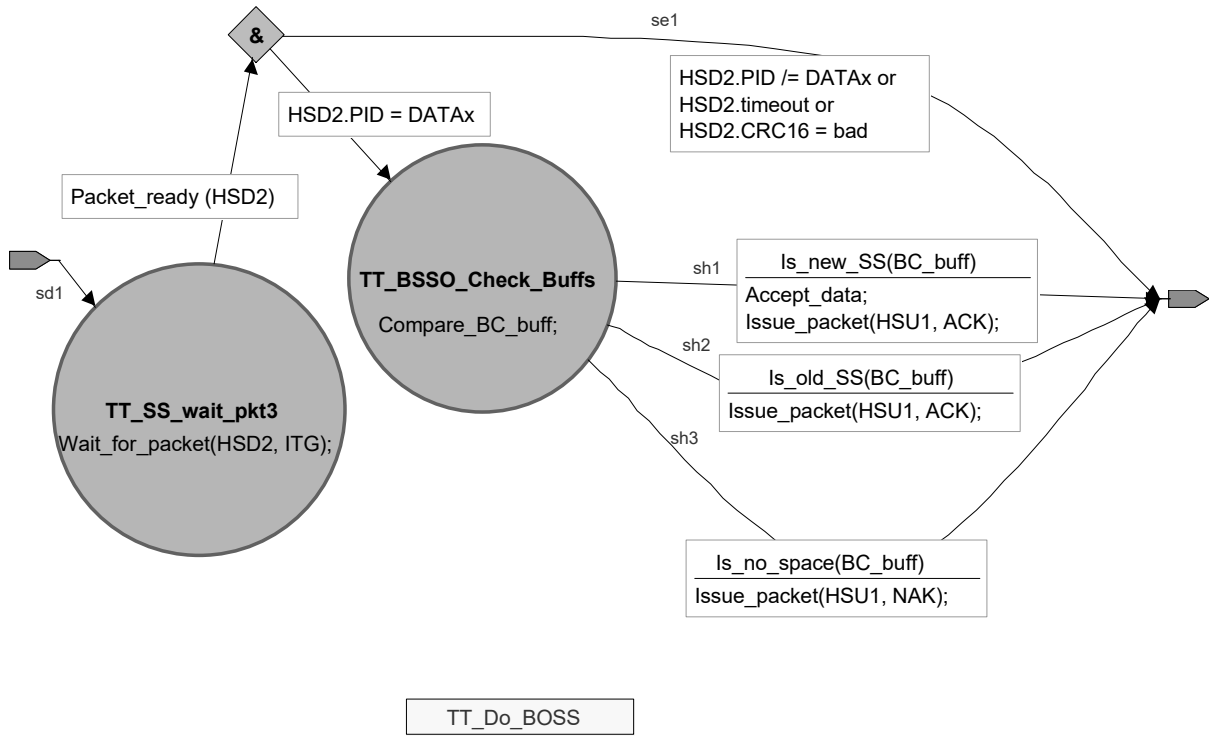 se1
&
HSD2.PID /= DATAx or
HSD2.timeout or
HSD2.CRC16 = bad
HSD2.PID = DATAx
Packet_ready (HSD2)
sd1
TT_BSSO_Check_Buffs
Compare_BC_buff;
sh1
Is_new_SS(BC_buff)
Accept_data;
Issue_packet(HSU1, ACK);
sh2
Is_old_SS(BC_buff)
Issue_packet(HSU1, ACK);
TT_SS_wait_pkt3
Wait_for_packet(HSD2, ITG);
sh3
Is_no_space(BC_buff)
Issue_packet(HSU1, NAK);
TT_Do_BOSS